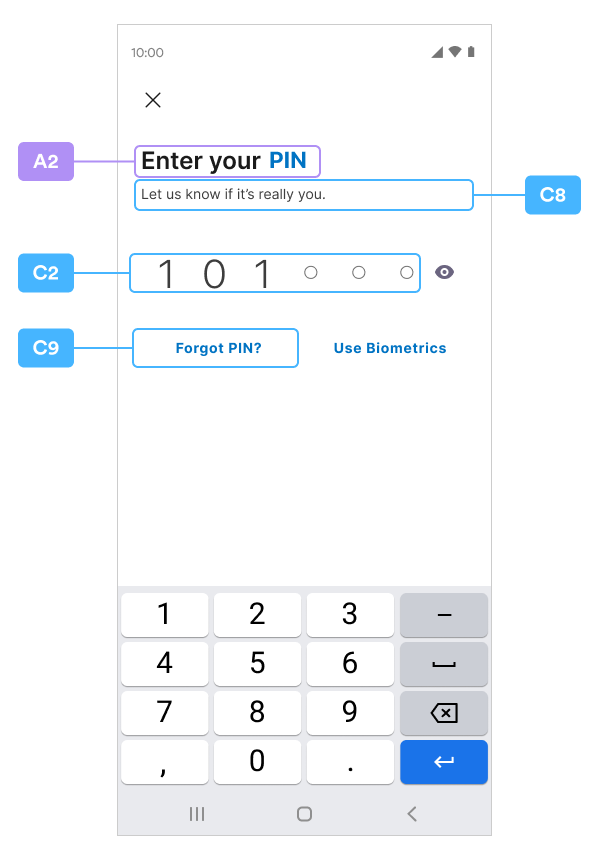 10:00
A2
Enter your PIN
Let us know if it's really you.
C8
C2
1 0 1
C9
Forgot PIN?
Use Biometrics
1 2 3 –
4 5 6
7 8 9
, 0 .